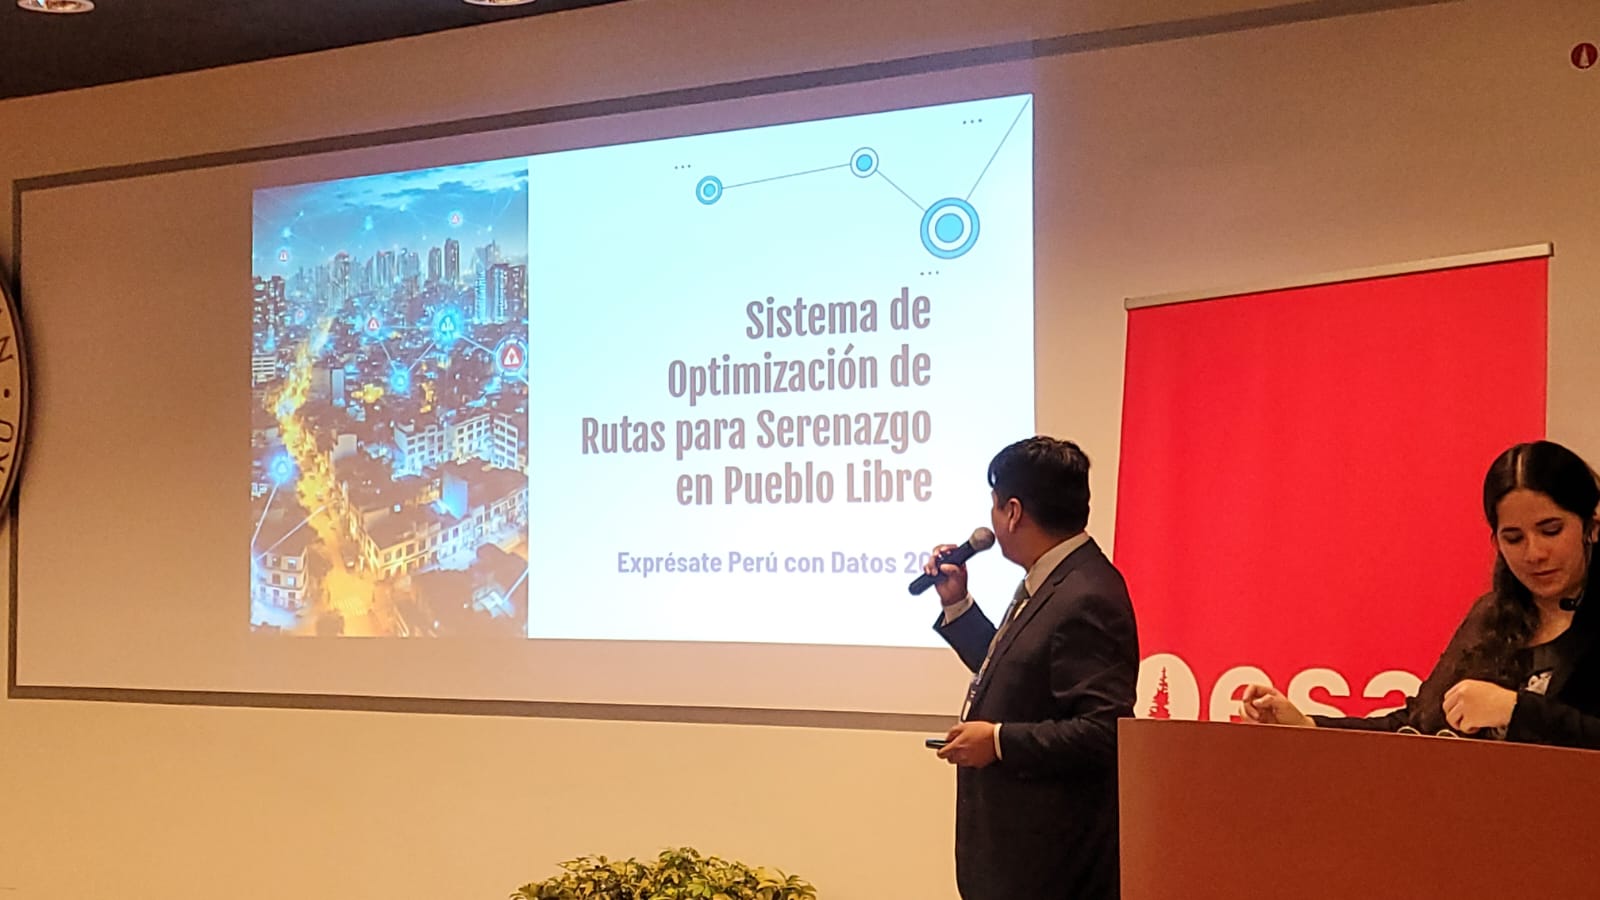 Sistema de
Optimización de
Rutas para Serenazgo
en Pueblo Libre
Exprésate Perú con Datos
esa